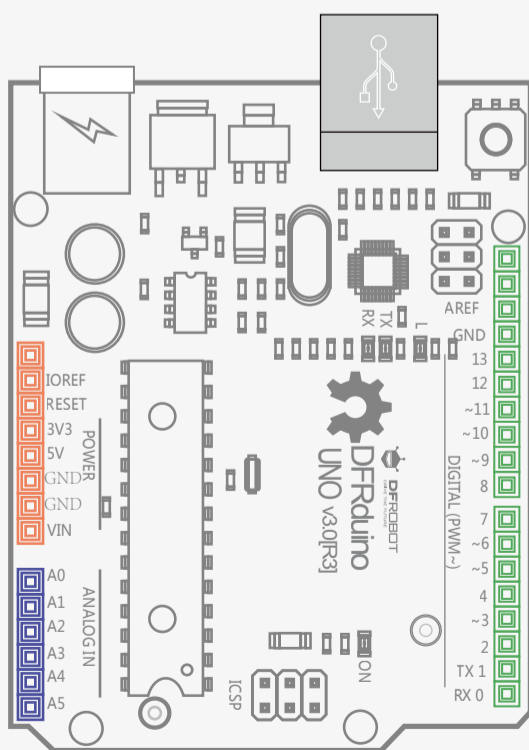 RX
TX
L
AREF
GND
13
12
~11
~10
~9
8
IOREF
RESET
3V3
5V
GND
GND
VIN
POWER
DFRduino
UNO v3.0[R3]
DFROBOT
DIGITAL (PWM~)
7
~6
~5
4
~3
2
TX 1
RX 0
A0
A1
A2
A3
A4
A5
ANALOG IN
ICSP
ON